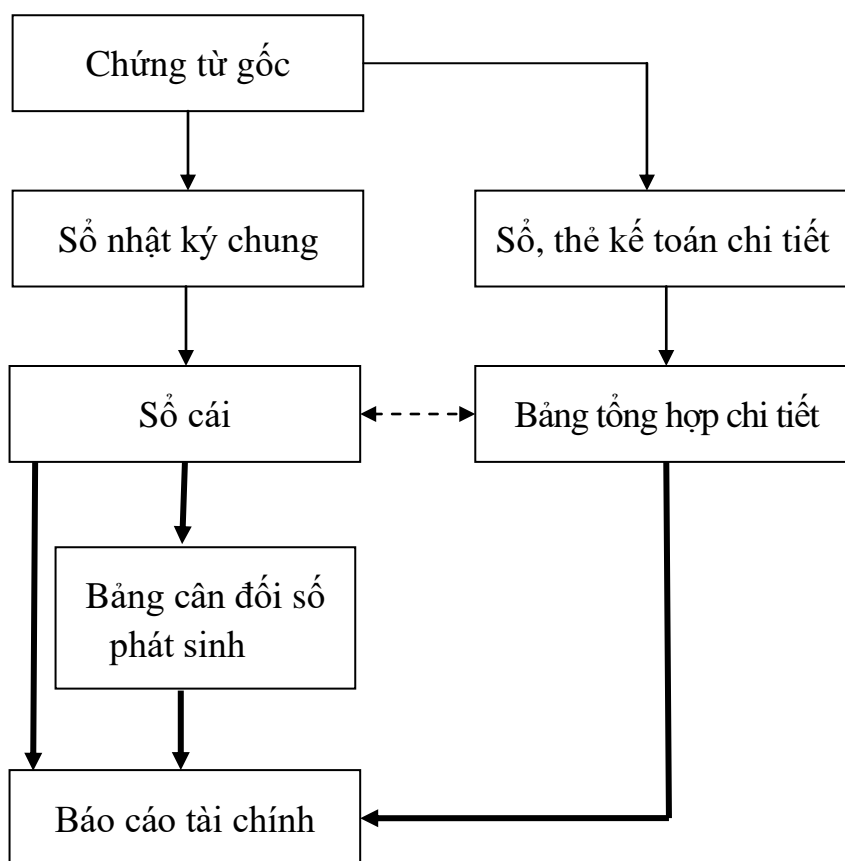 Chứng từ gốc
Sổ nhật ký chung
Sổ, thẻ kế toán chi tiết
Sổ cái
Bảng tổng hợp chi tiết
Bảng cân đối số
phát sinh
Báo cáo tài chính